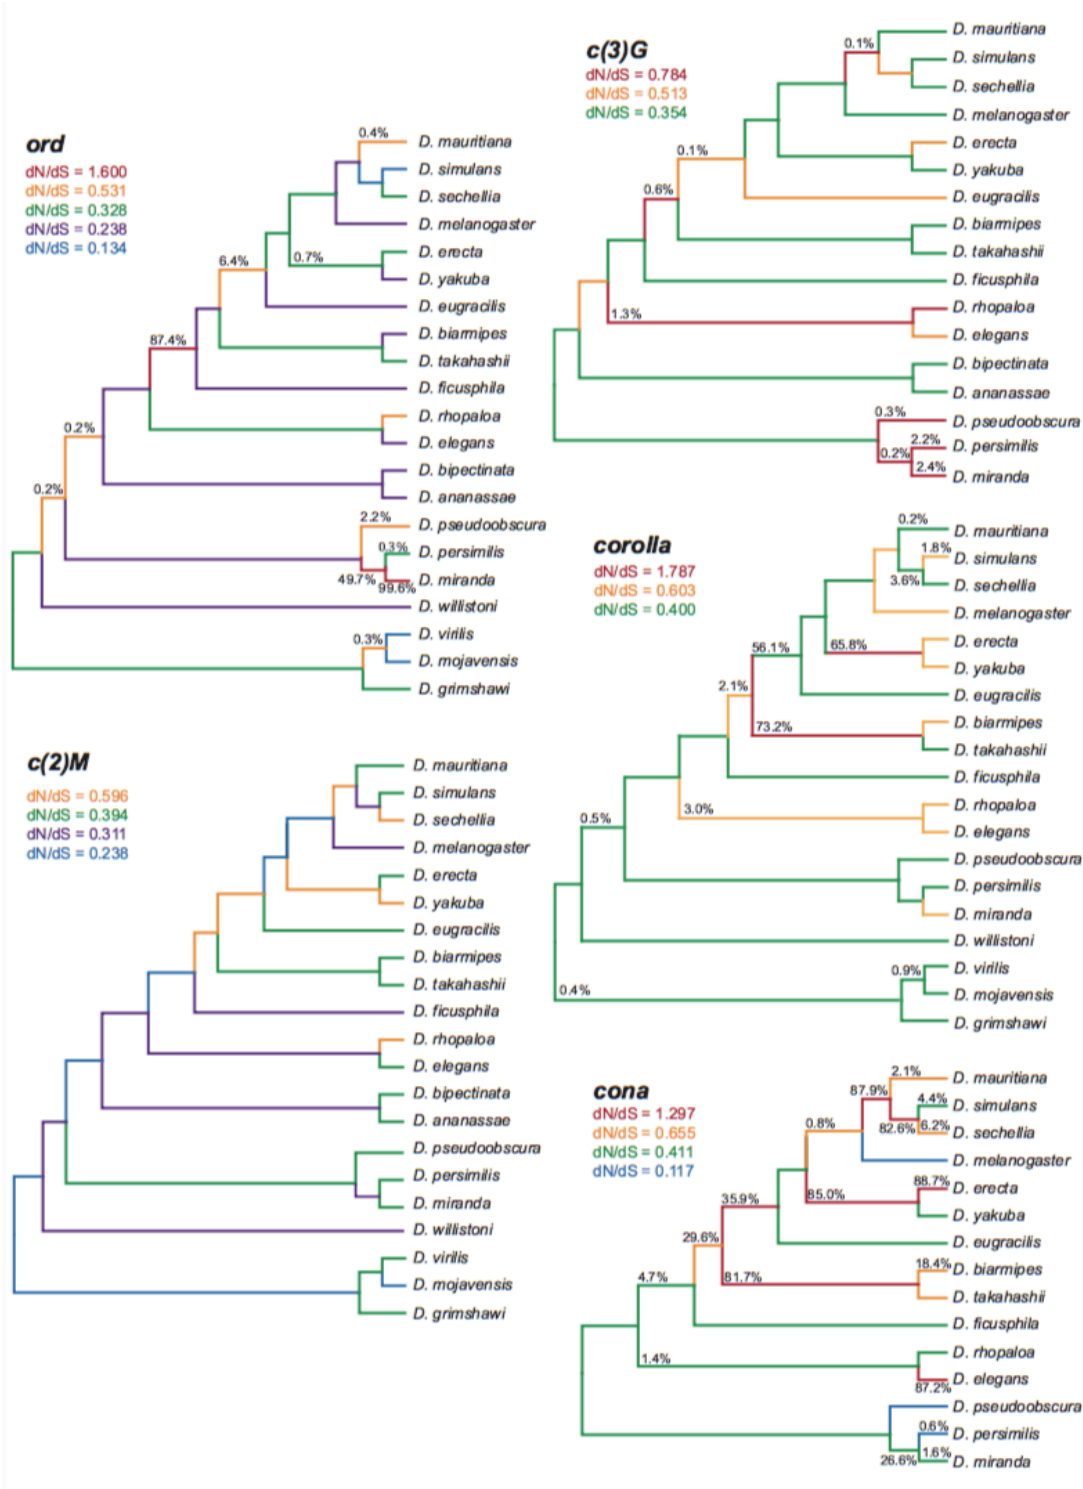 ord
dN/dS = 1.600
dN/dS = 0.531
dN/dS = 0.328
dN/dS = 0.238
dN/dS = 0.134
0.4%
D. mauritiana
D. simulans
D. sechellia
D. melanogaster
0.7%
D. erecta
D. yakuba
6.4%
D. eugracilis
D. biarmipes
D. takahashii
87.4%
D. ficusphila
D. rhopaloa
D. elegans
0.2%
D. bipectinata
D. ananassae
0.2%
2.2%
D. pseudoobscura
0.3%
D. persimilis
49.7%
99.6%
D. miranda
D. willistoni
0.3%
D. virilis
D. mojavensis
D. grimshawi
c(2)M
dN/dS = 0.596
dN/dS = 0.394
dN/dS = 0.311
dN/dS = 0.238
D. mauritiana
D. simulans
D. sechellia
D. melanogaster
D. erecta
D. yakuba
D. eugracilis
D. biarmipes
D. takahashii
D. ficusphila
D. rhopaloa
D. elegans
D. bipectinata
D. ananassae
D. pseudoobscura
D. persimilis
D. miranda
D. willistoni
D. virilis
D. mojavensis
D. grimshawi
c(3)G
dN/dS = 0.784
dN/dS = 0.513
dN/dS = 0.354
0.1%
D. mauritiana
D. simulans
D. sechellia
D. melanogaster
0.1%
D. erecta
D. yakuba
0.6%
D. eugracilis
D. biarmipes
D. takahashii
D. ficusphila
1.3%
D. rhopaloa
D. elegans
D. bipectinata
D. ananassae
0.3%
D. pseudoobscura
0.2%
2.2%
D. persimilis
2.4%
D. miranda
corolla
dN/dS = 1.787
dN/dS = 0.603
dN/dS = 0.400
0.2%
D. mauritiana
1.8%
D. simulans
3.6%
D. sechellia
D. melanogaster
56.1%
65.8%
D. erecta
D. yakuba
2.1%
D. eugracilis
73.2%
D. biarmipes
D. takahashii
D. ficusphila
3.0%
D. rhopaloa
D. elegans
0.5%
D. pseudoobscura
D. persimilis
D. miranda
D. willistoni
0.4%
0.9%
D. virilis
D. mojavensis
D. grimshawi
cona
dN/dS = 1.297
dN/dS = 0.655
dN/dS = 0.411
dN/dS = 0.117
2.1%
D. mauritiana
87.9%
4.4%
D. simulans
0.8%
82.6%
6.2%
D. sechellia
D. melanogaster
85.0%
88.7%
D. erecta
35.9%
D. yakuba
29.6%
D. eugracilis
81.7%
18.4%
D. biarmipes
4.7%
D. takahashii
D. ficusphila
1.4%
D. rhopaloa
D. elegans
87.2%
D. pseudoobscura
0.6%
D. persimilis
26.6%
1.6%
D. miranda